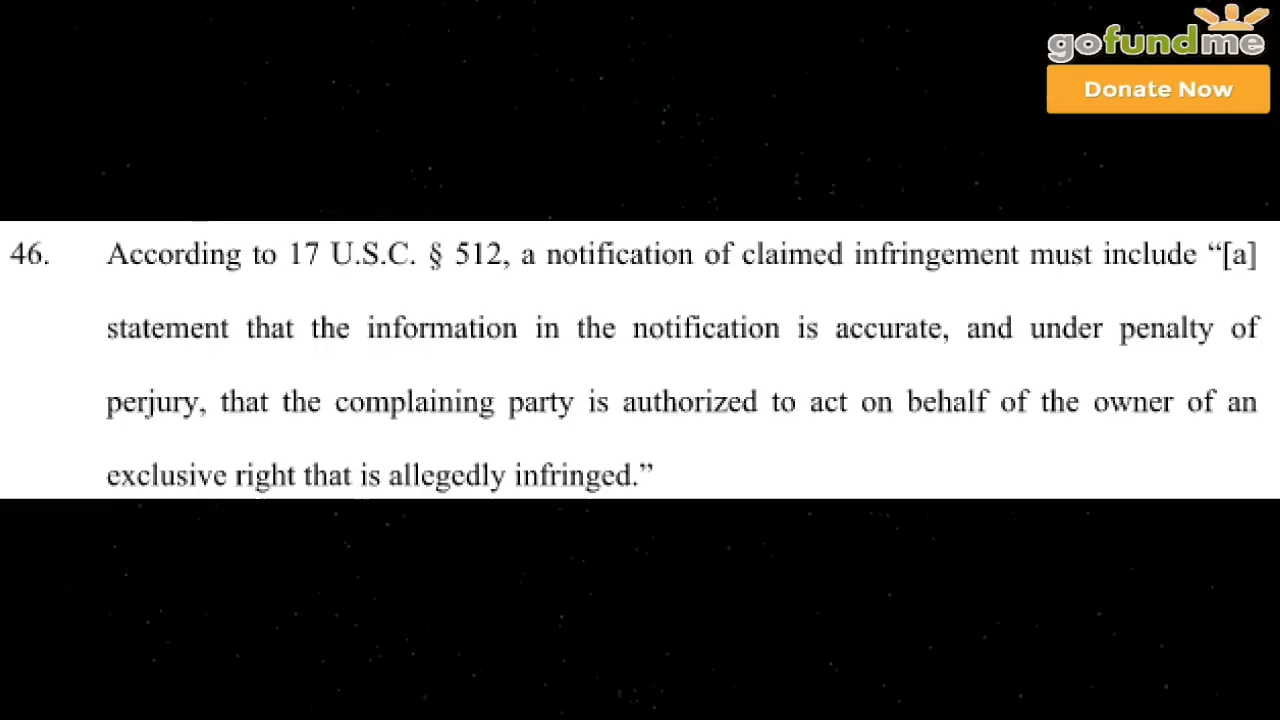 gofundme
Donate Now
46. According to 17 U.S.C. § 512, a notification of claimed infringement must include “[a]
statement that the information in the notification is accurate, and under penalty of
perjury, that the complaining party is authorized to act on behalf of the owner of an
exclusive right that is allegedly infringed.”